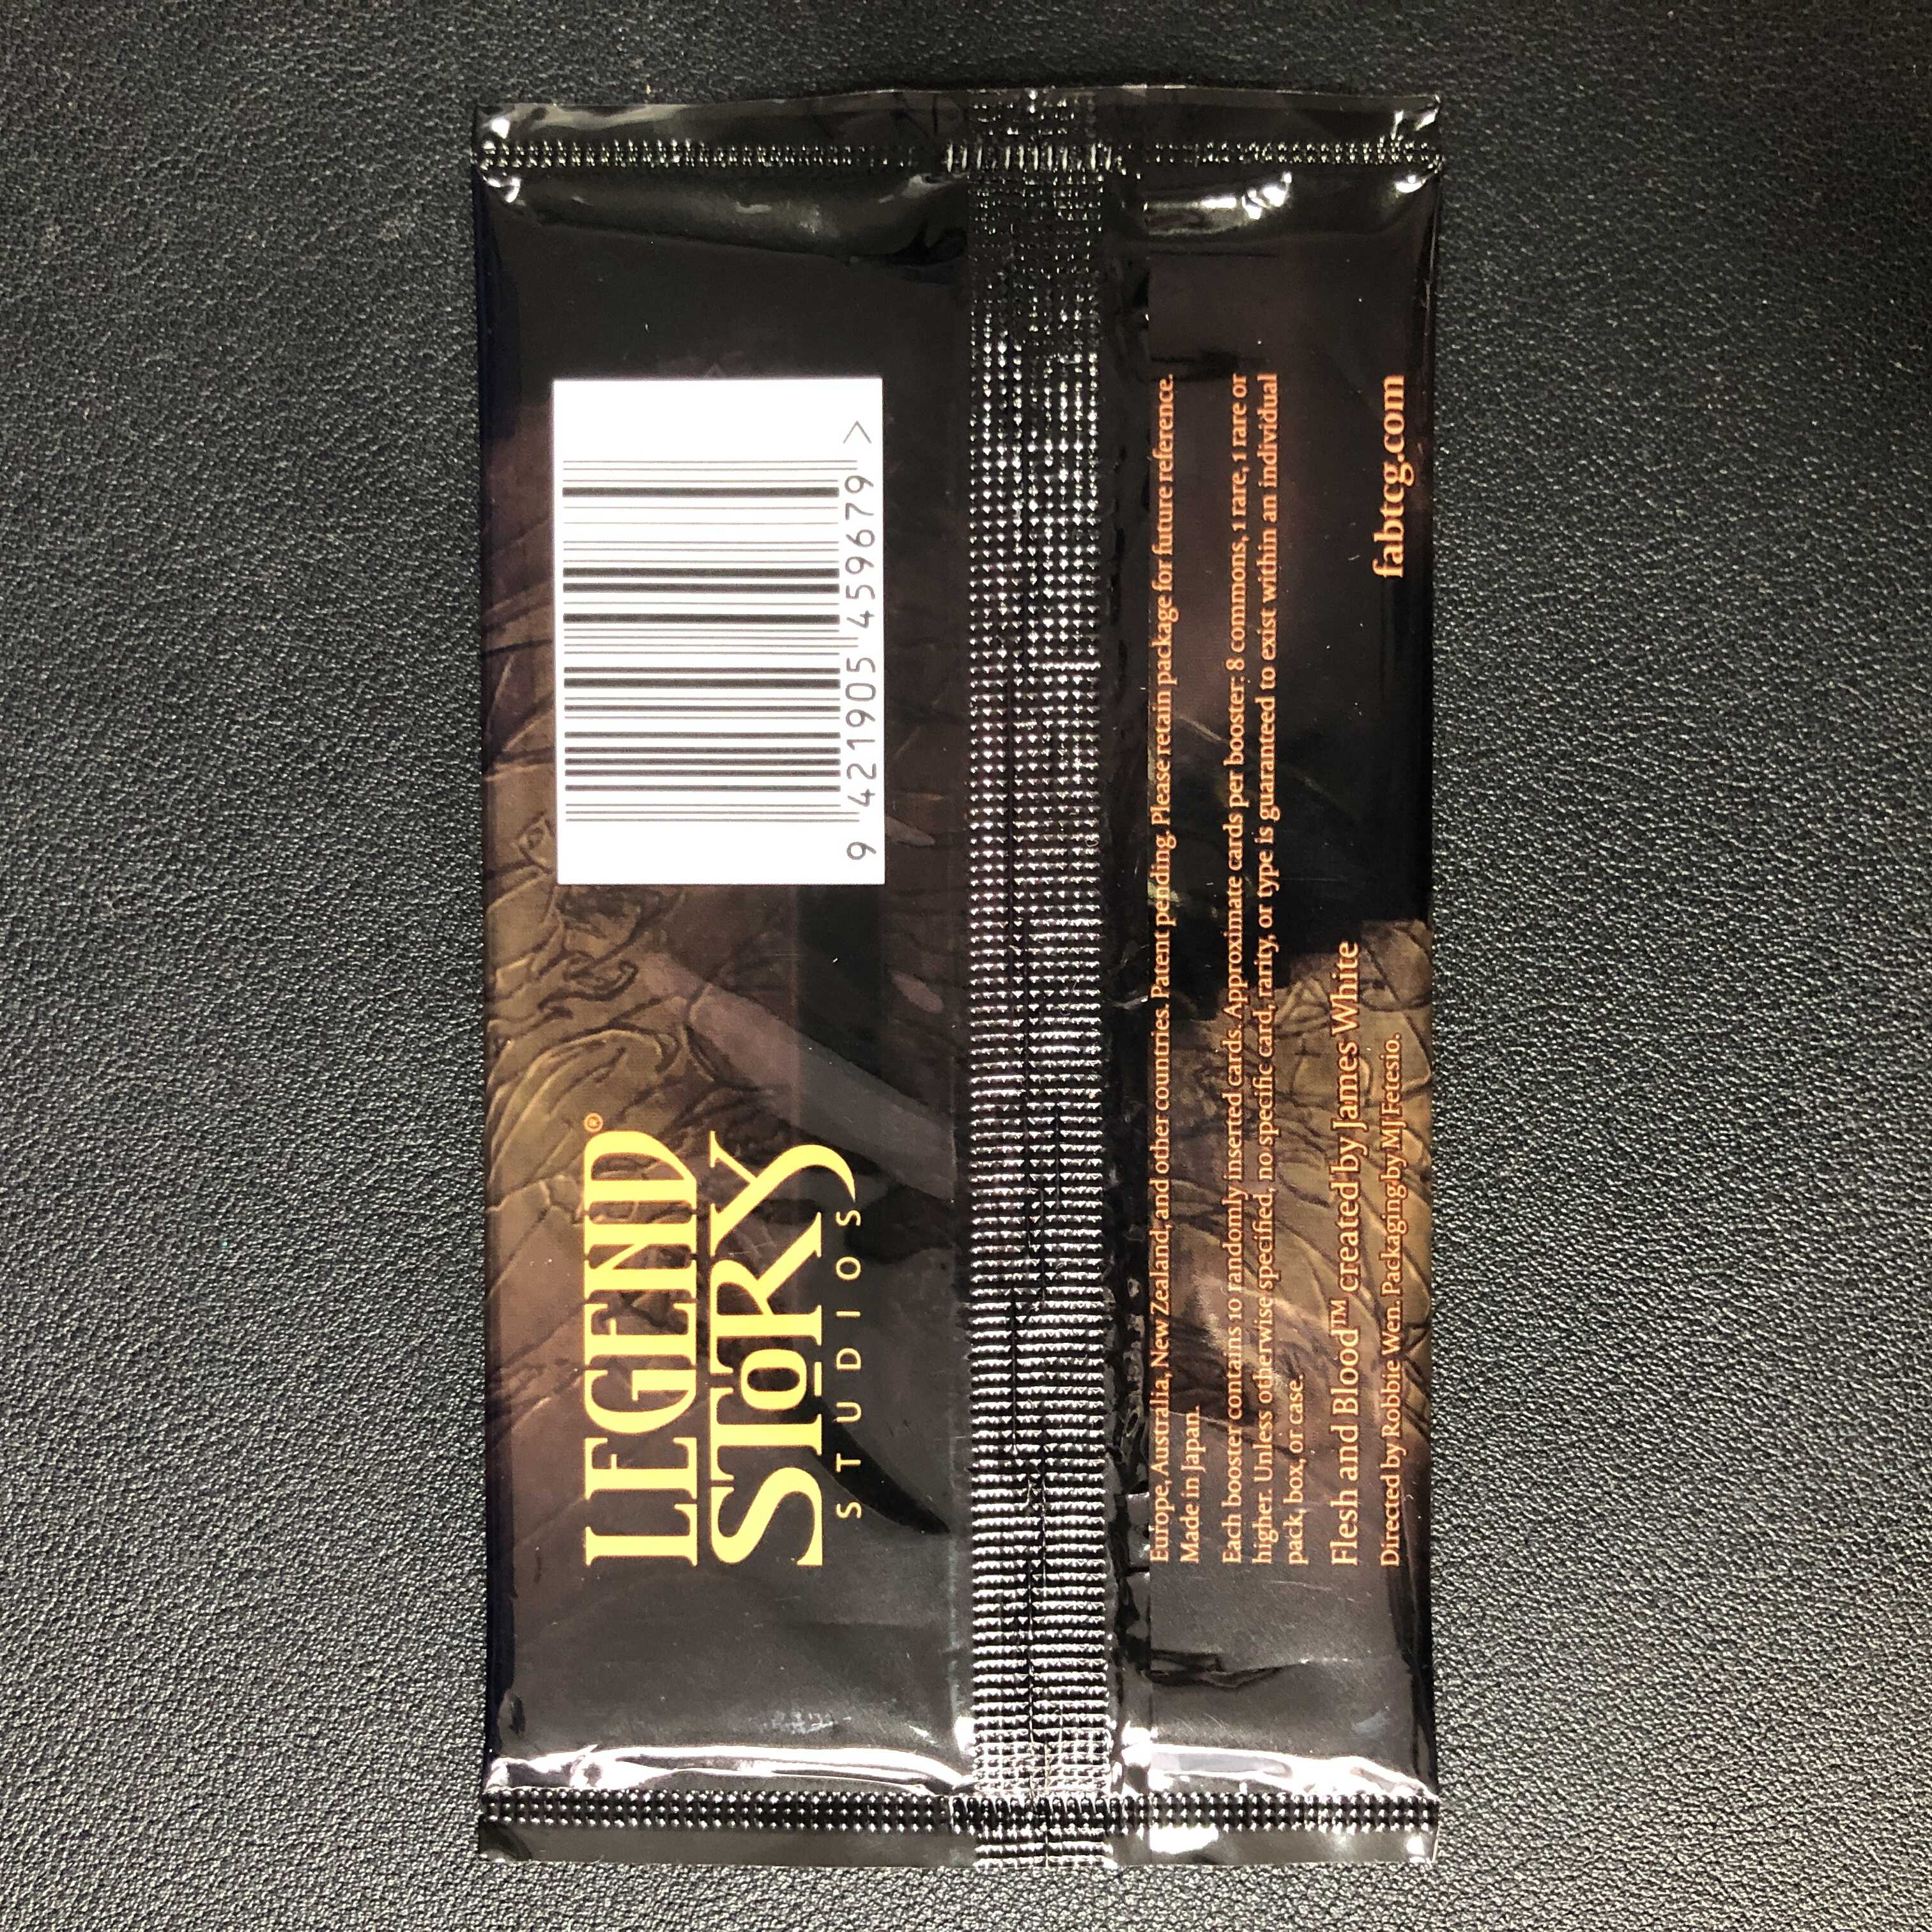 LEGEND®
STORY
STUDIOS
9 421905 459679 >
Europe, Australia, New Zealand, and other countries. Patent pending. Please retain package for future reference.
Made in Japan.
Each booster contains 10 randomly inserted cards. Approximate cards per booster: 8 commons, 1 rare, 1 rare or
higher. Unless otherwise specified, no specific card, rarity, or type is guaranteed to exist within an individual
pack, box, or case.
Flesh and Blood™ created by James White
Directed by Robbie Wen. Packaging by MJ Fetesio.
fabtcg.com